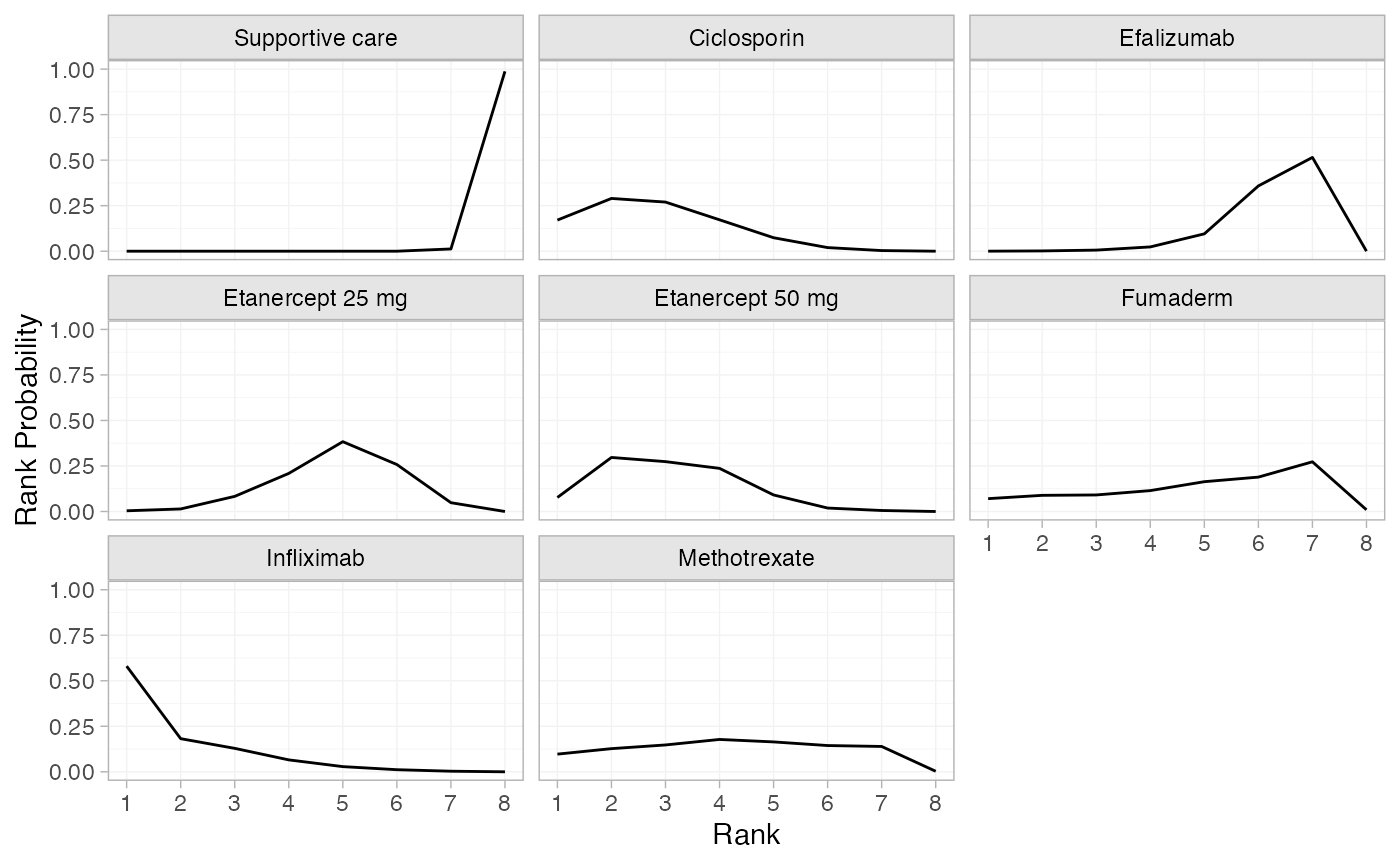 Supportive care
Ciclosporin
Efalizumab
1.00
0.75
0.50
0.25
0.00
Etanercept 25 mg
Etanercept 50 mg
Fumaderm
Rank Probability
1.00
0.75
0.50
0.25
0.00
1 2 3 4 5 6 7 8
Infliximab
Methotrexate
1.00
0.75
0.50
0.25
0.00
1 2 3 4 5 6 7 8
1 2 3 4 5 6 7 8
Rank